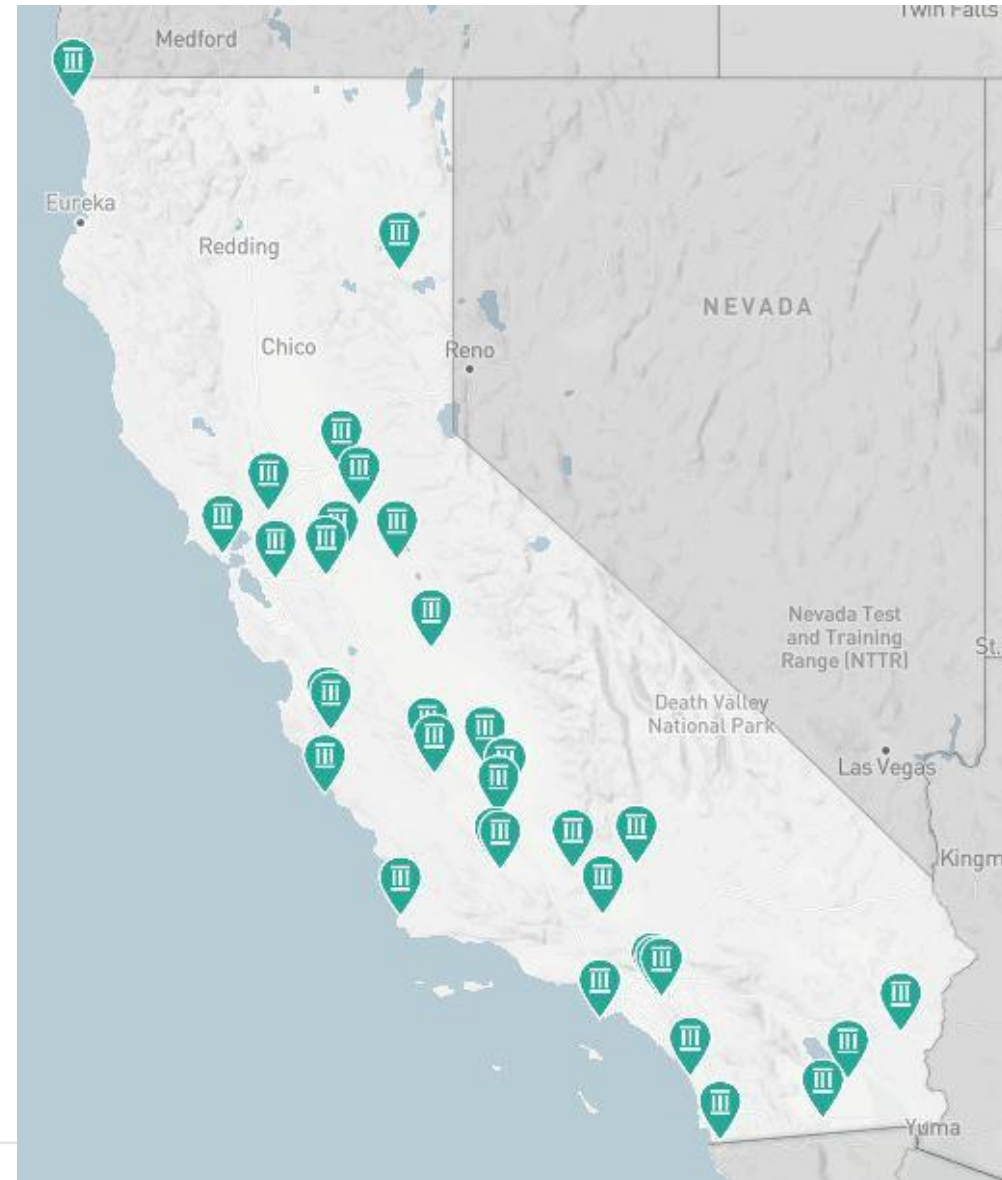 Twin Falls
Medford
Eureka
Redding
NEVADA
Chico
Reno
Nevada Test
and Training
Range (NTTR)
St.
Death Valley
National Park
Las Vegas
Kingm
Yuma